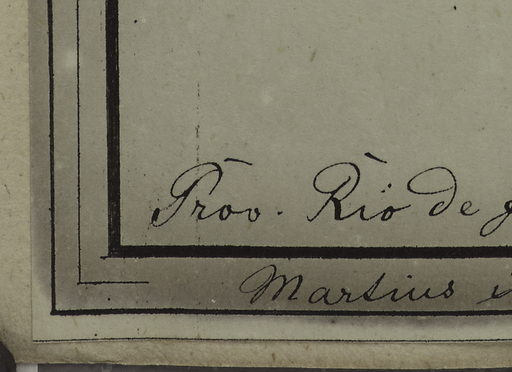 Prov. Rio de
Martius